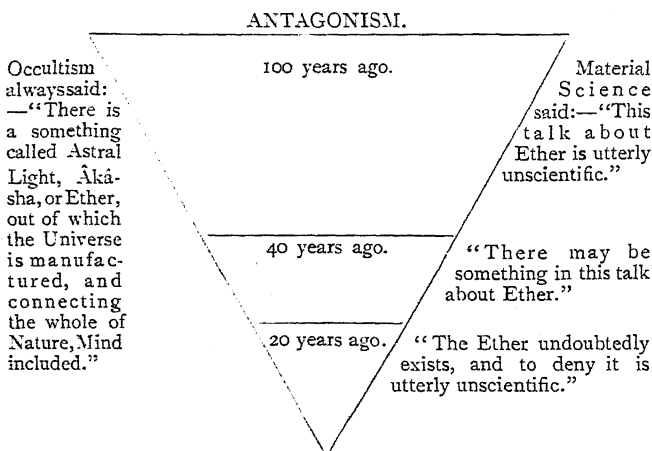 ANTAGONISM.
100 years ago.
Occultism
alwayssaid:
—“There is
a something
called Astral
Light, Âkâ-
sha, or Ether,
out of which
the Universe
is manufac-
tured, and
connecting
the whole of
Nature, Mind
included.”
Material
Science
said:—“This
talk about
Ether is utterly
unscientific.”
40 years ago.
“There may be
something in this talk
about Ether.”
20 years ago.
“The Ether undoubtedly
exists, and to deny it is
utterly unscientific.”